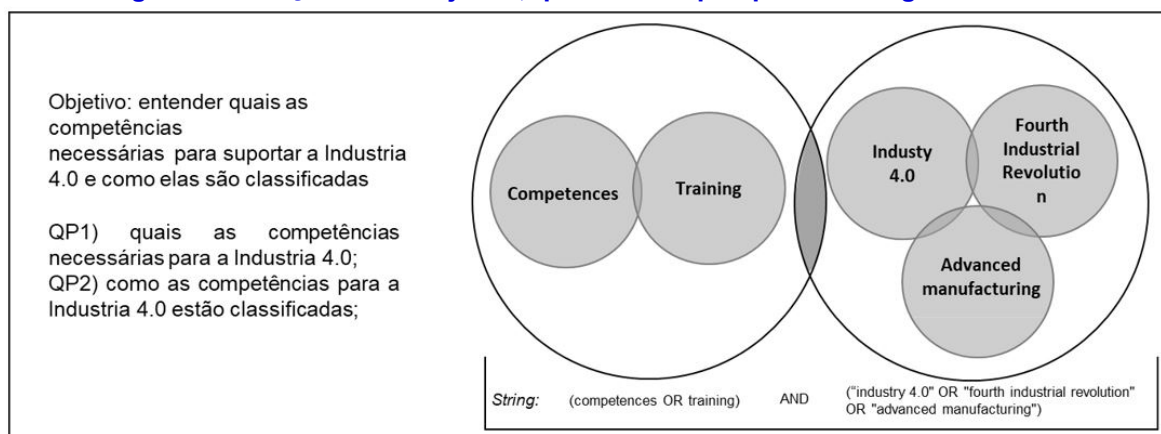 Objetivo: entender quais as
competências
necessárias para suportar a Industria
4.0 e como elas são classificadas
QP1) quais as competências
necessárias para a Industria 4.0;
QP2) como as competências para a
Industria 4.0 estão classificadas;
Competences
Training
Industy
4.0
Fourth
Industrial
Revolutio
n
Advanced
manufacturing
String: (competences OR training) AND ("industry 4.0" OR "fourth industrial revolution"
OR "advanced manufacturing")